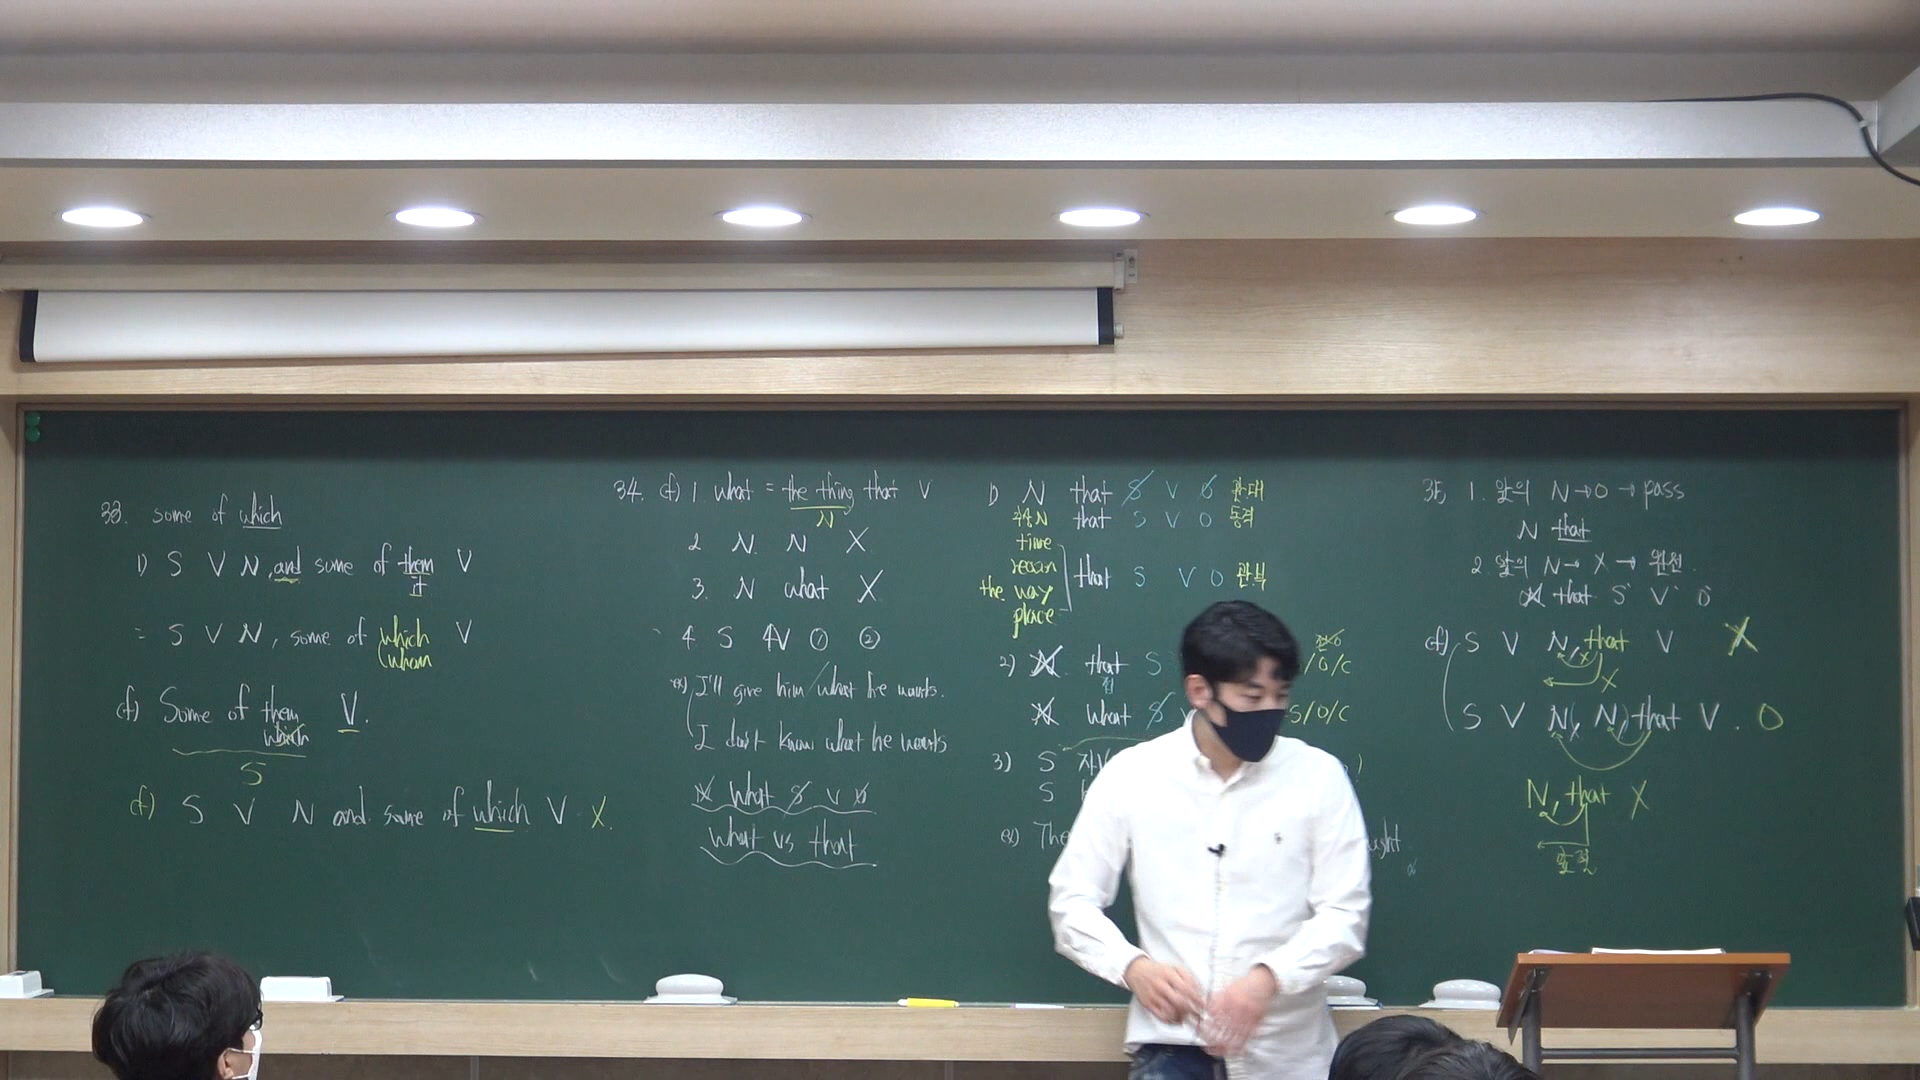 33. some of which
1) S V N, and some of them V
it
= S V N, some of which V
(whom
cf) Some of them V.
which
S
cf) S V N and some of which V X.
34. cf) 1 what = the thing that V
N
2 N N X
3. N what X
4 S 4V ① ②
ex) I'll give him / what he wants.
I don't know what he wants
N what S V O
what vs that
1) N that S V O 관대
추상N that S V O 동격
time
reason
the way
place
that S V O 관부
2) N that S
접
/O/C
N what S V
S/O/C
3) S 자V
S
ex) The
ught
35. 1. 앞의 N→O → pass
N that
2. 앞의 N→ X → 완전.
N that S V O
cf) S V N, that V X
X
S V N(, N,) that V. O
N, that X